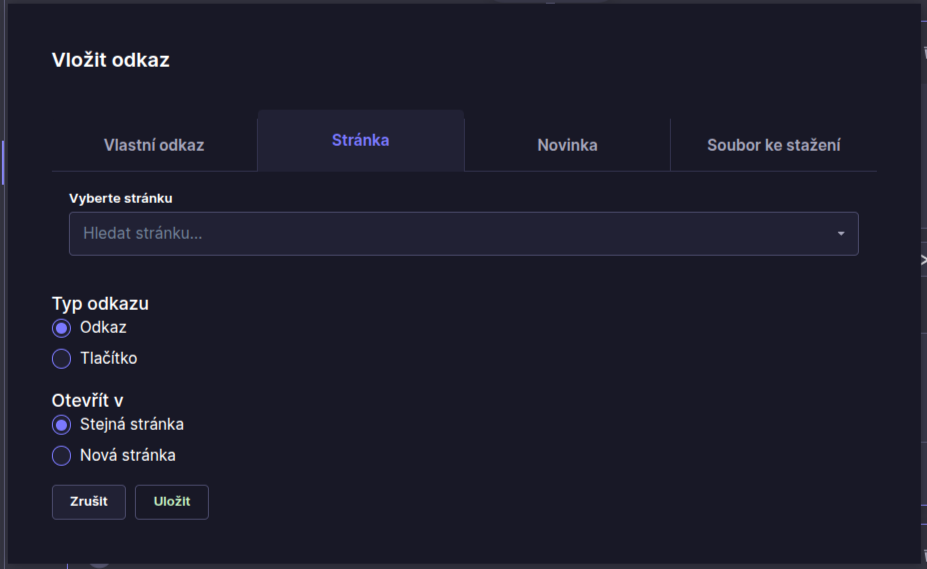 Vložit odkaz
Vlastní odkaz Stránka Novinka Soubor ke stažení
Vyberte stránku
Hledat stránku...
Typ odkazu
Odkaz
Tlačítko
Otevřít v
Stejná stránka
Nová stránka
Zrušit Uložit